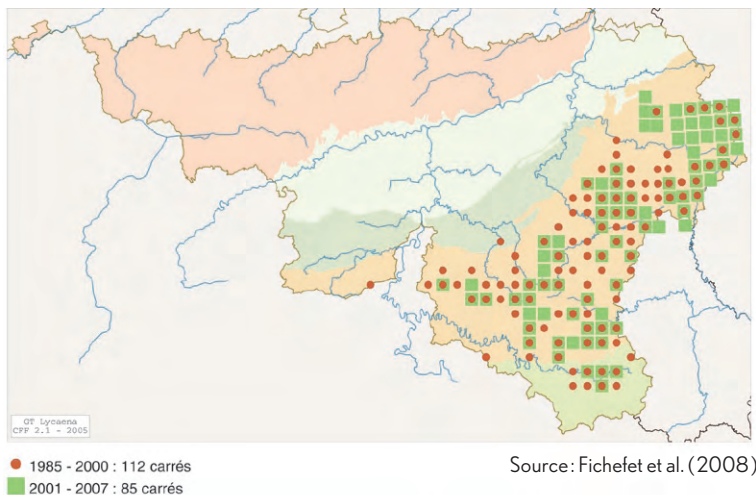 GT Lycaena
CFF 2.1 - 2005
1985 - 2000 : 112 carrés
Source: Fichefet et al. (2008)
2001 - 2007 : 85 carrés